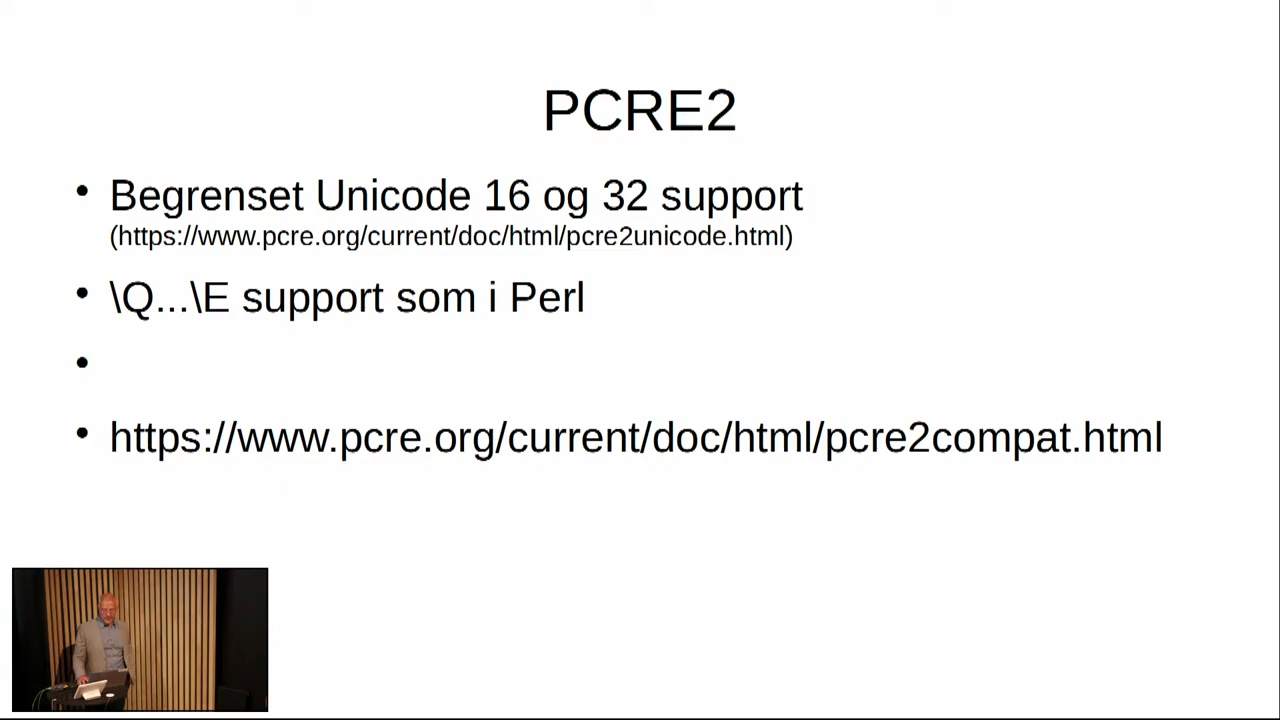 PCRE2
• Begrenset Unicode 16 og 32 support
(https://www.pcre.org/current/doc/html/pcre2unicode.html)
• \Q...\E support som i Perl
•
• https://www.pcre.org/current/doc/html/pcre2compat.html